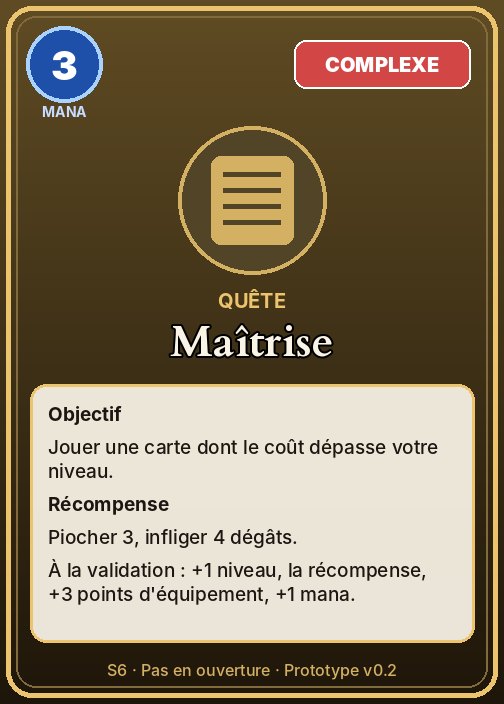 3
COMPLEXE
MANA
QUÊTE
Maîtrise
Objectif
Jouer une carte dont le coût dépasse votre
niveau.
Récompense
Piocher 3, infliger 4 dégâts.
À la validation : +1 niveau, la récompense,
+3 points d'équipement, +1 mana.
S6 · Pas en ouverture · Prototype v0.2